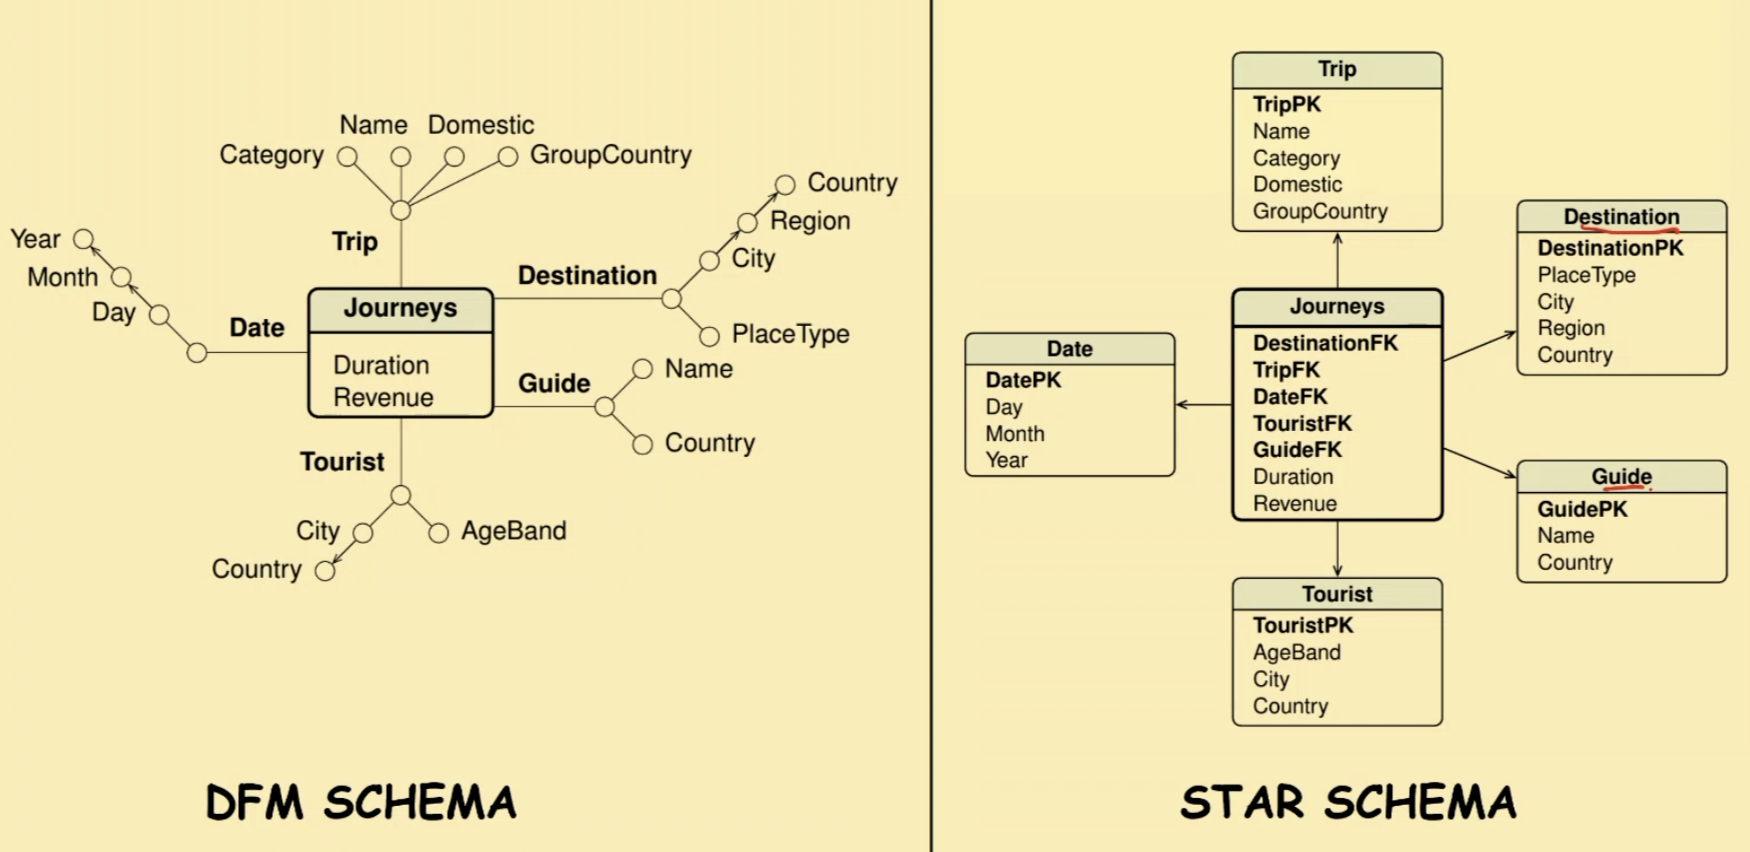 Name Domestic
Category
GroupCountry
Country
Region
City
PlaceType
Year
Month
Day
Trip
Destination
Date
Journeys
Duration
Revenue
Guide
Name
Country
Tourist
City
AgeBand
Country
DFM SCHEMA
Trip
TripPK
Name
Category
Domestic
GroupCountry
Destination
DestinationPK
PlaceType
City
Region
Country
Journeys
DestinationFK
TripFK
DateFK
TouristFK
GuideFK
Duration
Revenue
Date
DatePK
Day
Month
Year
Guide
GuidePK
Name
Country
Tourist
TouristPK
AgeBand
City
Country
STAR SCHEMA